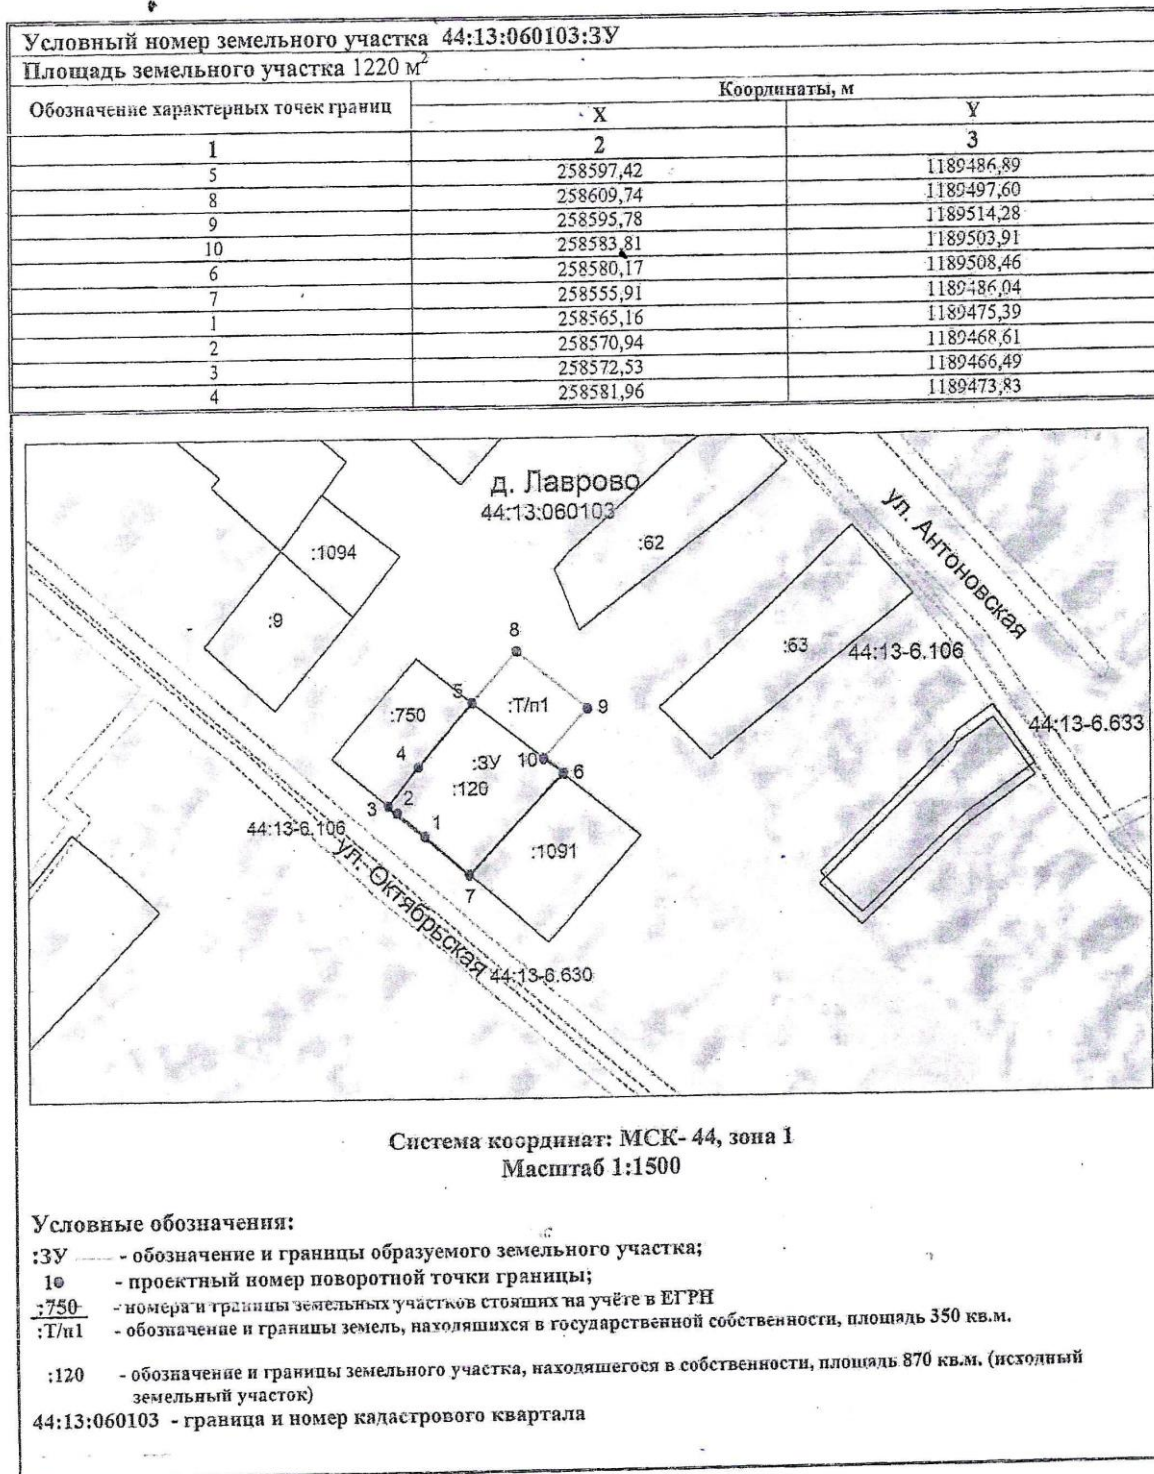 Условный номер земельного участка 44:13:060103:ЗУ
Площадь земельного участка 1220 м²
Обозначение характерных точек границ
Координаты, м
X
Y
1
2
3
5 258597,42 1189486,89
8 258609,74 1189497,60
9 258595,78 1189514,28
10 258583,81 1189503,91
6 258580,17 1189508,46
7 258555,91 1189486,04
1 258565,16 1189475,39
2 258570,94 1189468,61
3 258572,53 1189466,49
4 258581,96 1189473,83
д. Лаврово
44:13:060103
ул. Антоновская
:62
:1094
:9
:63
44:13-6.106
8
5
:Т/п1
9
:750
44:13-6.633
4
:ЗУ
10
6
:120
3
2
1
44:13-6.106
:1091
ул. Октябрьская
7
44:13-6.630
Система координат: МСК- 44, зона 1
Масштаб 1:1500
Условные обозначения:
:ЗУ - обозначение и границы образуемого земельного участка;
1 - проектный номер поворотной точки границы;
:750 - номера и границы земельных участков стоящих на учёте в ЕГРН
:Т/п1 - обозначение и границы земель, находящихся в государственной собственности, площадь 350 кв.м.
:120 - обозначение и границы земельного участка, находящегося в собственности, площадь 870 кв.м. (исходный
земельный участок)
44:13:060103 - граница и номер кадастрового квартала